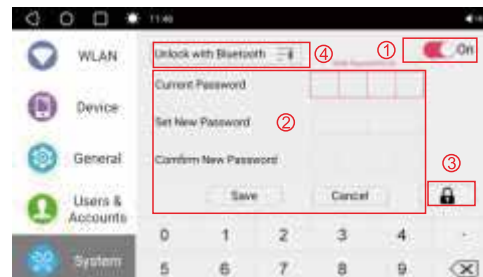 11:46
WLAN
Unlock with Bluetooth
④
①
On
Current Password
Device
Set New Password
②
General
Comfirm New Password
③
Save
Cancel
Users &
Accounts
0 1 2 3 4 .
System
5 6 7 8 9